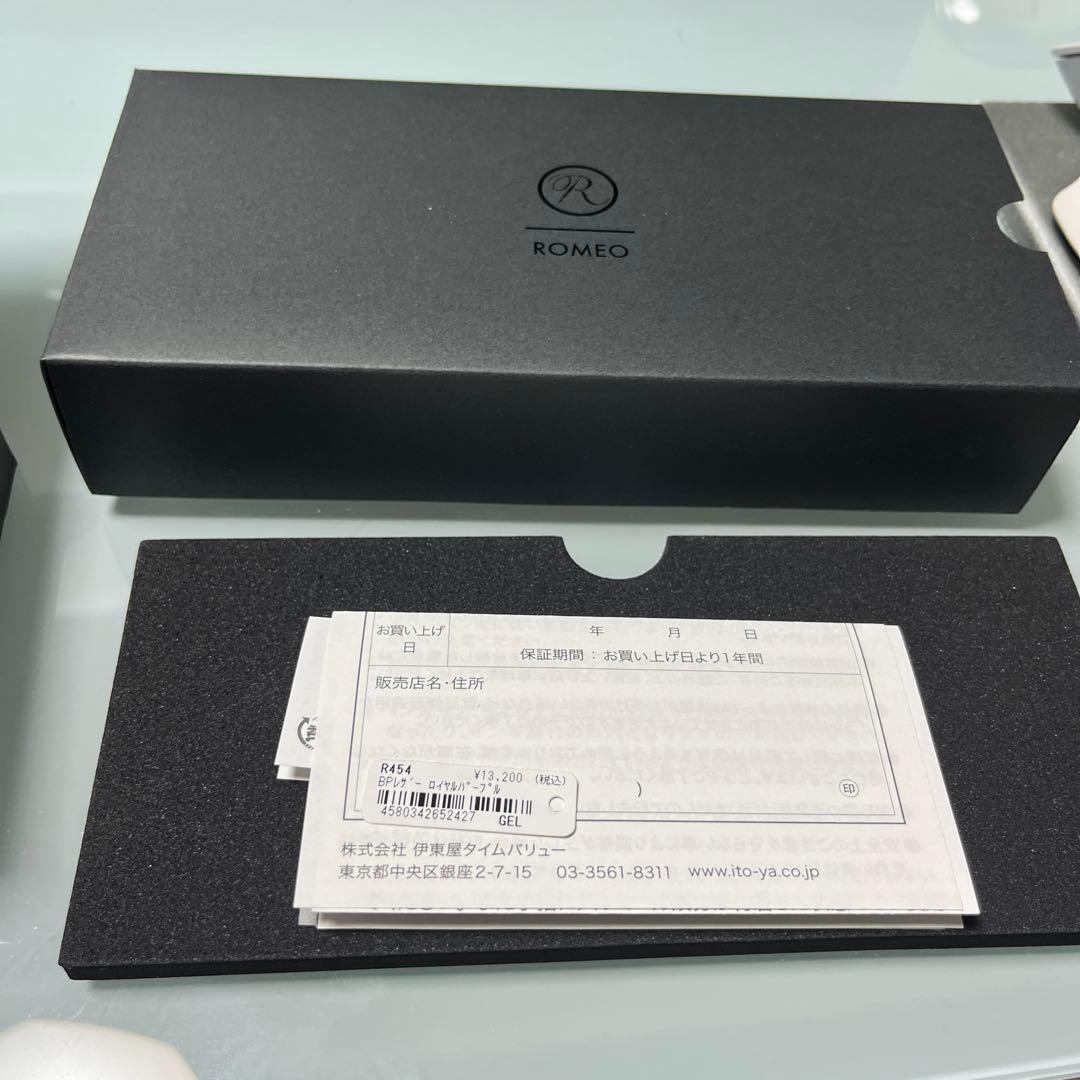 R
ROMEO
お買い上げ日
年 月 日
保証期間：お買い上げ日より1年間
販売店名・住所
R454 ¥13,200 (税込)
BPレザー ロイヤルパープル
4580342652427 GEL
)
印
株式会社 伊東屋タイムバリュー
東京都中央区銀座2-7-15 03-3561-8311 www.ito-ya.co.jp